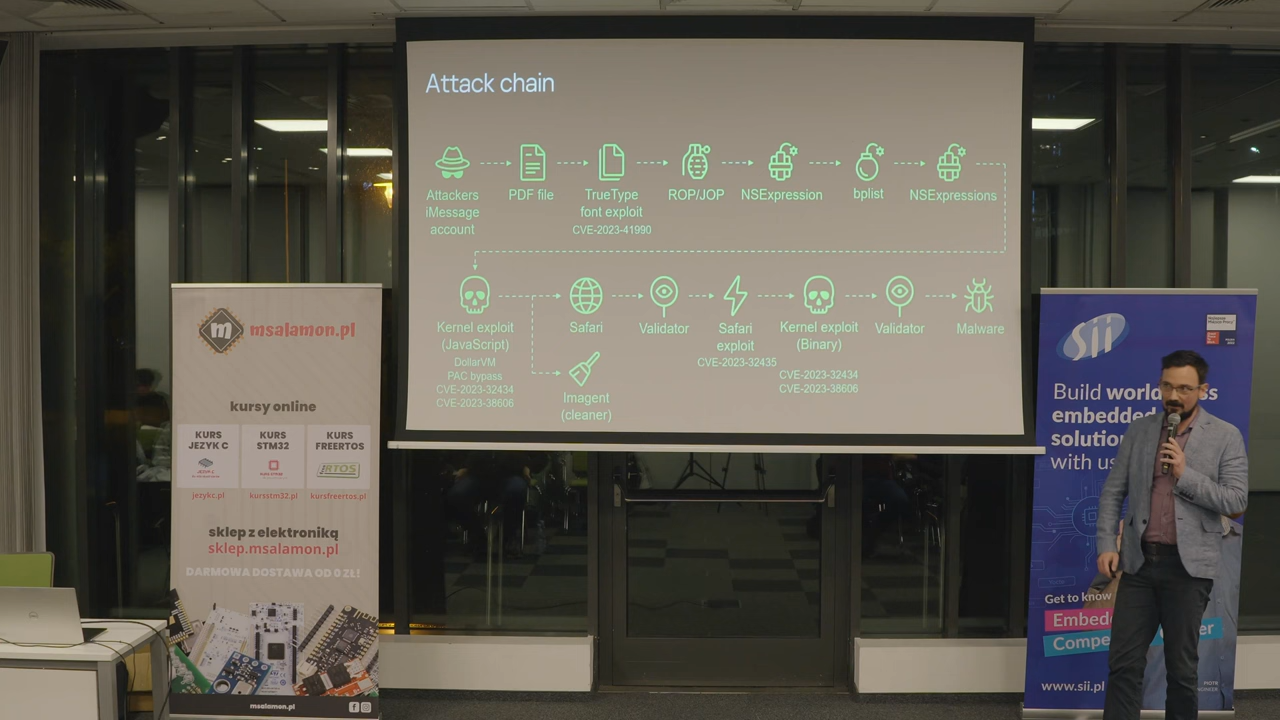 Attack chain
Attackers
iMessage
account
PDF file
TrueType
font exploit
CVE-2023-41990
ROP/JOP
NSExpression
bplist
NSExpressions
Kernel exploit
(JavaScript)
DollarVM
PAC bypass
CVE-2023-32434
CVE-2023-38606
Safari
Imagent
(cleaner)
Validator
Safari
exploit
CVE-2023-32435
Kernel exploit
(Binary)
CVE-2023-32434
CVE-2023-38606
Validator
Malware
m
msalamon.pl
kursy online
KURS
JEZYK C
KURS
STM32
KURS
FREERTOS
RTOS
jezykc.pl
kursstm32.pl
kursfreertos.pl
sklep z elektroniką
sklep.msalamon.pl
DARMOWA DOSTAWA OD 0 ZŁ!
msalamon.pl
sii
Build
embedded
with us
Get to know
www.sii.pl
PIOTR